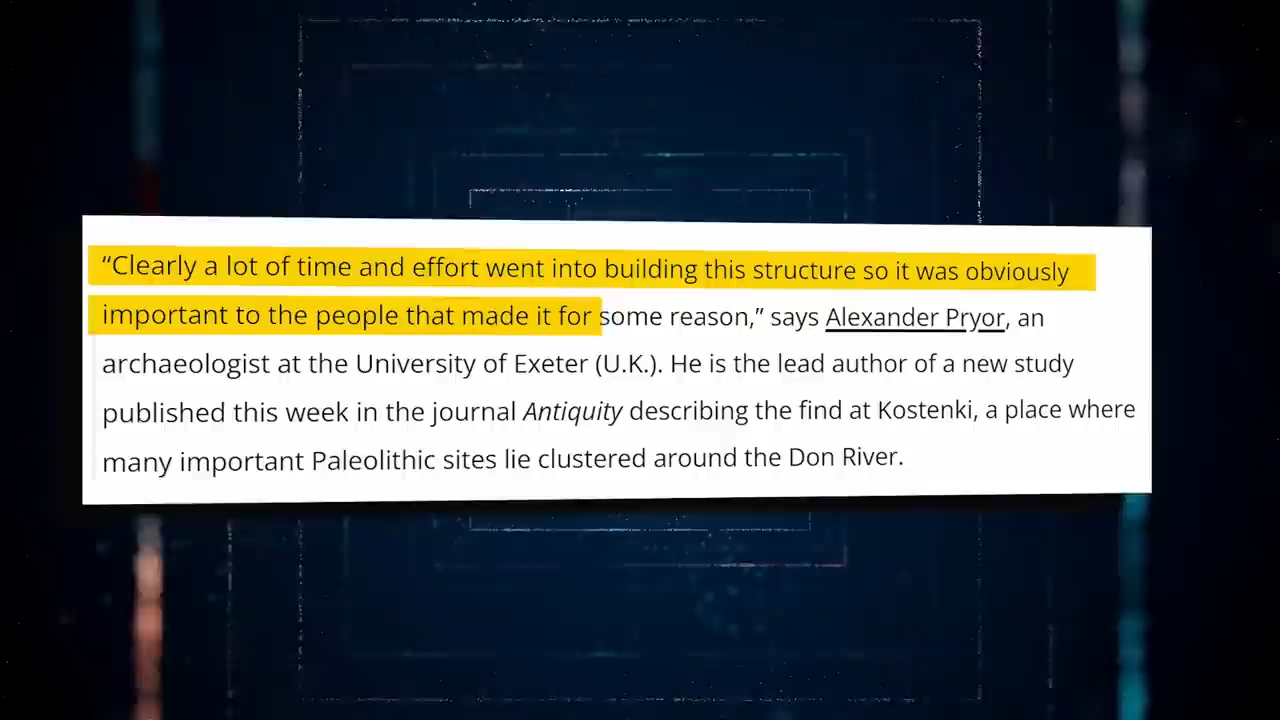 “Clearly a lot of time and effort went into building this structure so it was obviously
important to the people that made it for some reason,” says Alexander Pryor, an
archaeologist at the University of Exeter (U.K.). He is the lead author of a new study
published this week in the journal Antiquity describing the find at Kostenki, a place where
many important Paleolithic sites lie clustered around the Don River.